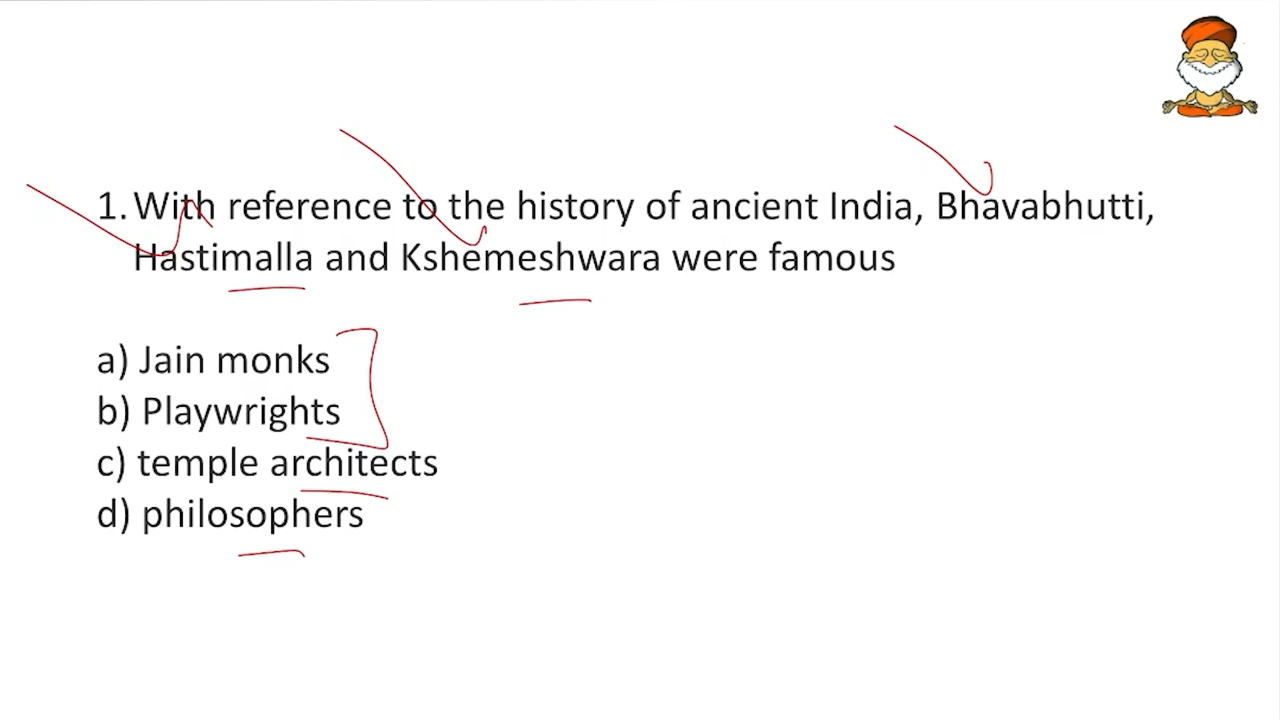 1. With reference to the history of ancient India, Bhavabhutti,
Hastimalla and Kshemeshwara were famous
a) Jain monks
b) Playwrights
c) temple architects
d) philosophers